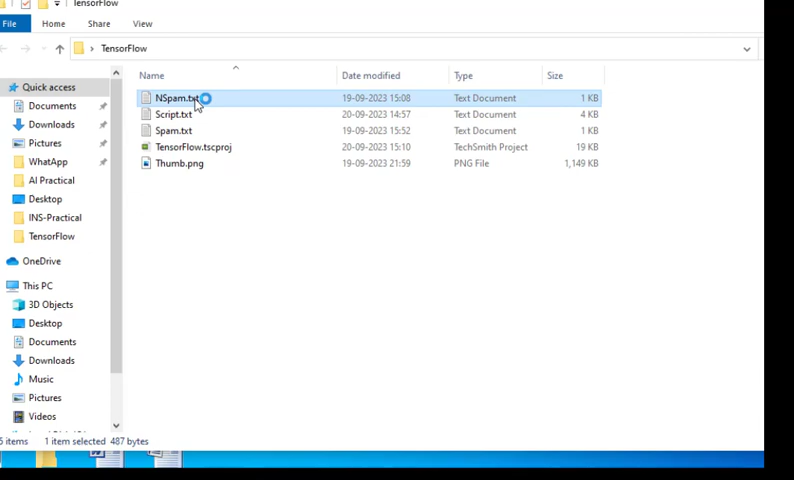 TensorFlow
File Home Share View
TensorFlow
Name Date modified Type Size
NSpam.txt 19-09-2023 15:08 Text Document 1 KB
Script.txt 20-09-2023 14:57 Text Document 4 KB
Spam.txt 19-09-2023 15:52 Text Document 1 KB
TensorFlow.tscproj 20-09-2023 15:10 TechSmith Project 19 KB
Thumb.png 19-09-2023 21:59 PNG File 1,149 KB
Quick access
Documents
Downloads
Pictures
WhatApp
AI Practical
Desktop
INS-Practical
TensorFlow
OneDrive
This PC
3D Objects
Desktop
Documents
Downloads
Music
Pictures
Videos
5 items 1 item selected 487 bytes